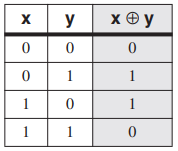 x y x ⊕ y
0 0 0
0 1 1
1 0 1
1 1 0